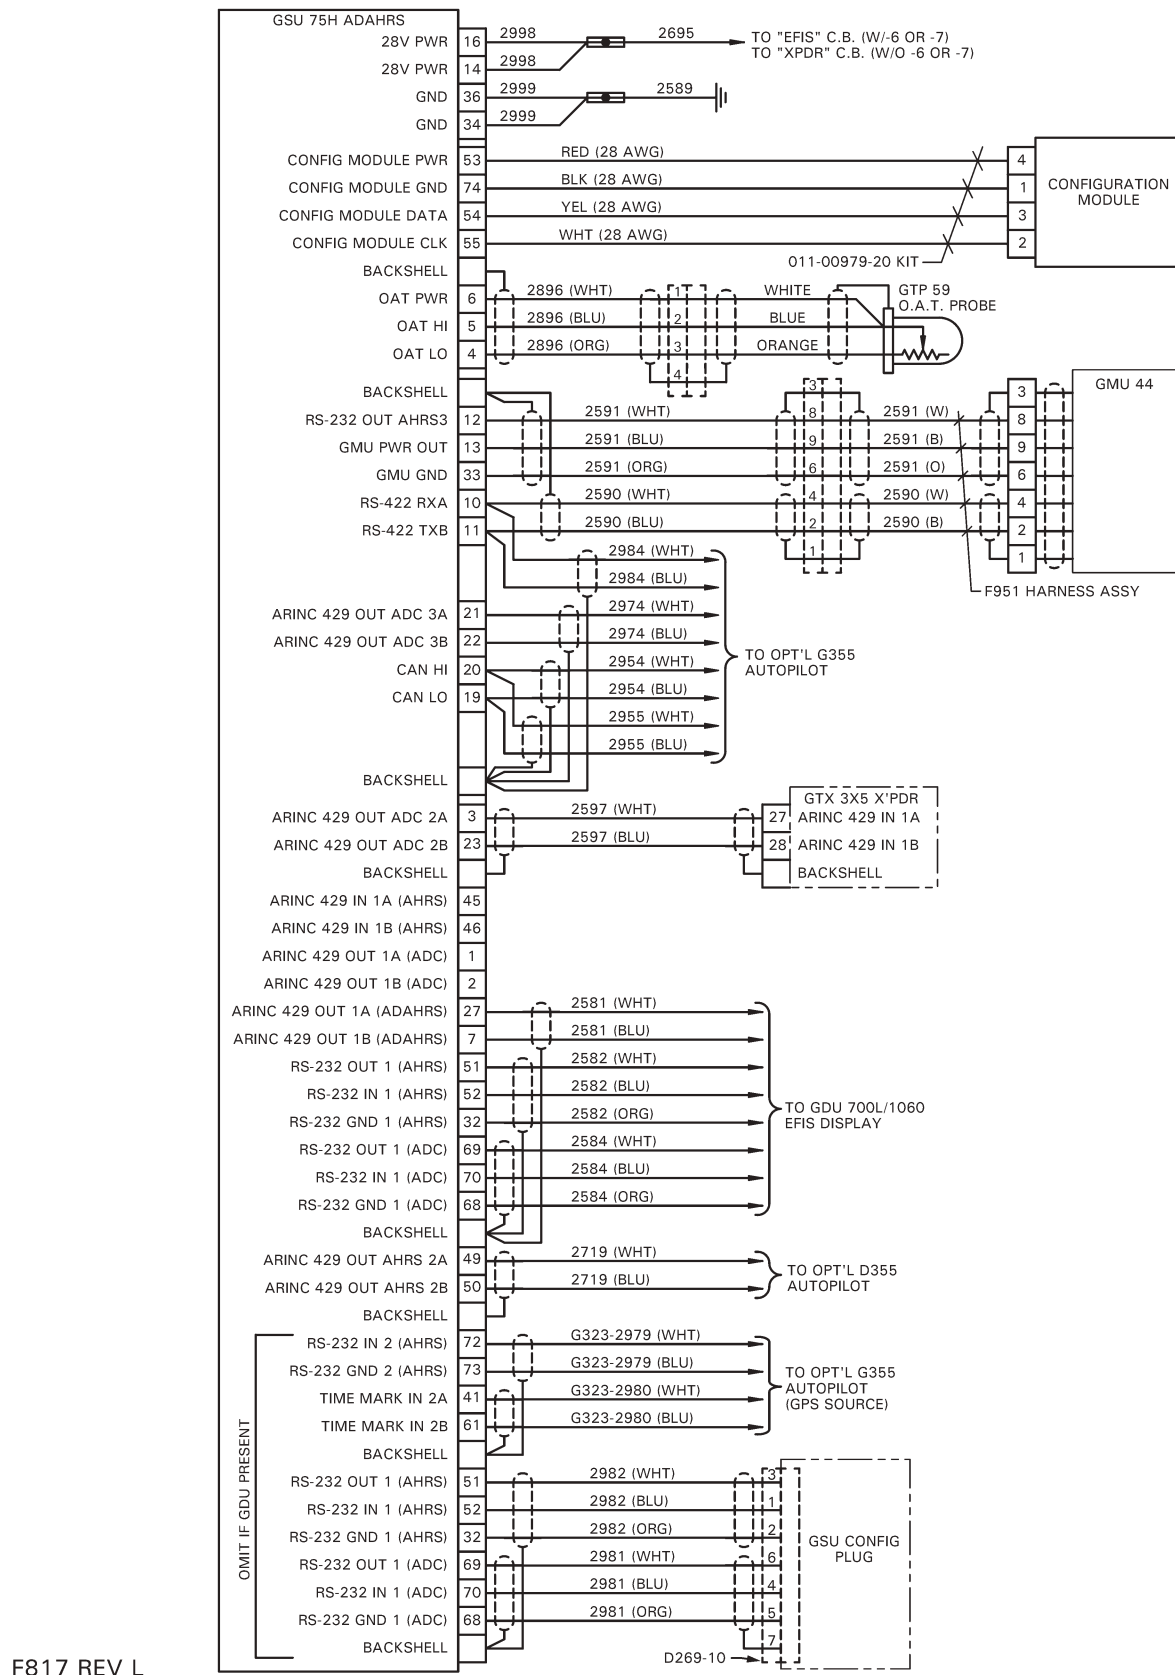 GSU 75H ADAHRS
28V PWR 16 2998 2695 TO "EFIS" C.B. (W/-6 OR -7)
TO "XPDR" C.B. (W/O -6 OR -7)
28V PWR 14 2998
GND 36 2999 2589
GND 34 2999
CONFIG MODULE PWR 53 RED (28 AWG) 4
CONFIG MODULE GND 74 BLK (28 AWG) 1
CONFIGURATION
MODULE
CONFIG MODULE DATA 54 YEL (28 AWG) 3
CONFIG MODULE CLK 55 WHT (28 AWG) 2
011-00979-20 KIT
BACKSHELL
OAT PWR 6 2896 (WHT) 1 WHITE
GTP 59
O.A.T. PROBE
OAT HI 5 2896 (BLU) 2 BLUE
OAT LO 4 2896 (ORG) 3 ORANGE
4
BACKSHELL 3 3 GMU 44
RS-232 OUT AHRS3 12 2591 (WHT) 8 2591 (W) 8
GMU PWR OUT 13 2591 (BLU) 9 2591 (B) 9
GMU GND 33 2591 (ORG) 6 2591 (O) 6
RS-422 RXA 10 2590 (WHT) 4 2590 (W) 4
RS-422 TXB 11 2590 (BLU) 2 2590 (B) 2
1 1
2984 (WHT)
2984 (BLU)
F951 HARNESS ASSY
ARINC 429 OUT ADC 3A 21 2974 (WHT)
ARINC 429 OUT ADC 3B 22 2974 (BLU)
TO OPT'L G355
AUTOPILOT
CAN HI 20 2954 (WHT)
CAN LO 19 2954 (BLU)
2955 (WHT)
2955 (BLU)
BACKSHELL
GTX 3X5 X'PDR
ARINC 429 OUT ADC 2A 3 2597 (WHT) 27 ARINC 429 IN 1A
ARINC 429 OUT ADC 2B 23 2597 (BLU) 28 ARINC 429 IN 1B
BACKSHELL BACKSHELL
ARINC 429 IN 1A (AHRS) 45
ARINC 429 IN 1B (AHRS) 46
ARINC 429 OUT 1A (ADC) 1
ARINC 429 OUT 1B (ADC) 2
ARINC 429 OUT 1A (ADAHRS) 27 2581 (WHT)
ARINC 429 OUT 1B (ADAHRS) 7 2581 (BLU)
RS-232 OUT 1 (AHRS) 51 2582 (WHT)
RS-232 IN 1 (AHRS) 52 2582 (BLU)
TO GDU 700L/1060
EFIS DISPLAY
RS-232 GND 1 (AHRS) 32 2582 (ORG)
RS-232 OUT 1 (ADC) 69 2584 (WHT)
RS-232 IN 1 (ADC) 70 2584 (BLU)
RS-232 GND 1 (ADC) 68 2584 (ORG)
BACKSHELL
ARINC 429 OUT AHRS 2A 49 2719 (WHT)
TO OPT'L D355
AUTOPILOT
ARINC 429 OUT AHRS 2B 50 2719 (BLU)
BACKSHELL
OMIT IF GDU PRESENT
RS-232 IN 2 (AHRS) 72 G323-2979 (WHT)
RS-232 GND 2 (AHRS) 73 G323-2979 (BLU)
TO OPT'L G355
AUTOPILOT
(GPS SOURCE)
TIME MARK IN 2A 41 G323-2980 (WHT)
TIME MARK IN 2B 61 G323-2980 (BLU)
BACKSHELL
RS-232 OUT 1 (AHRS) 51 2982 (WHT) 3
RS-232 IN 1 (AHRS) 52 2982 (BLU) 1
RS-232 GND 1 (AHRS) 32 2982 (ORG) 2
GSU CONFIG
PLUG
RS-232 OUT 1 (ADC) 69 2981 (WHT) 6
RS-232 IN 1 (ADC) 70 2981 (BLU) 4
RS-232 GND 1 (ADC) 68 2981 (ORG) 5
BACKSHELL 7
D269-10
F817 REV L